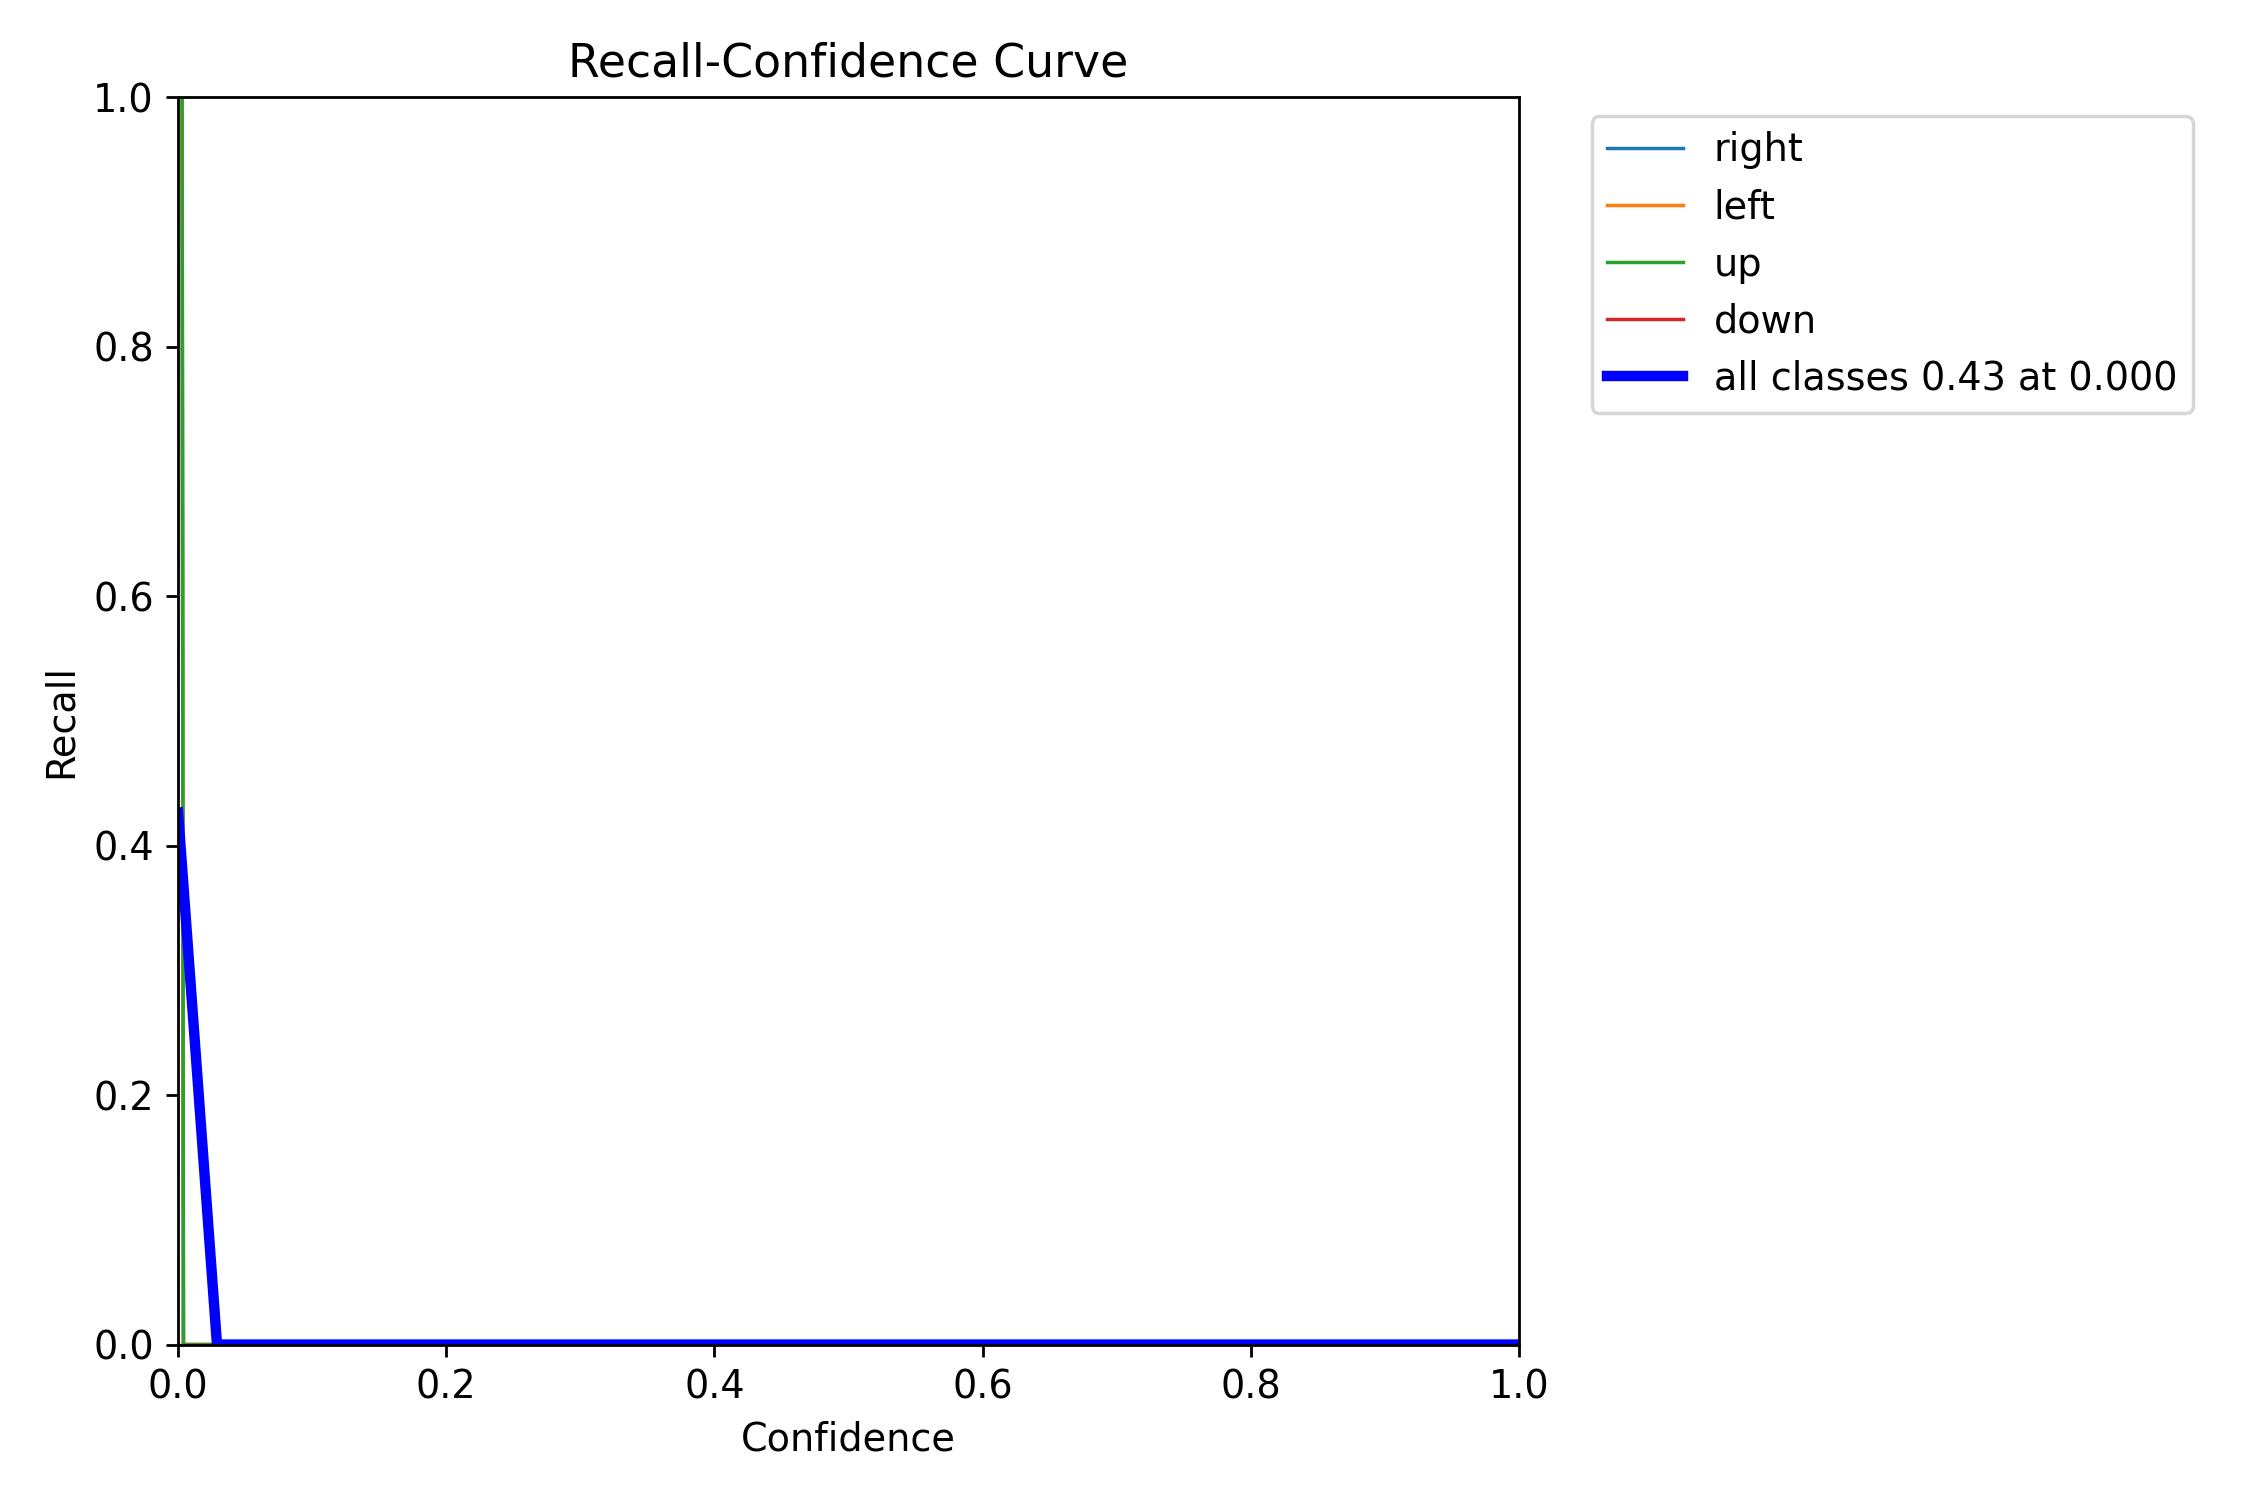 Recall-Confidence Curve
1.0
0.8
0.6
0.4
0.2
0.0
Recall
0.0 0.2 0.4 0.6 0.8 1.0
Confidence
right
left
up
down
all classes 0.43 at 0.000